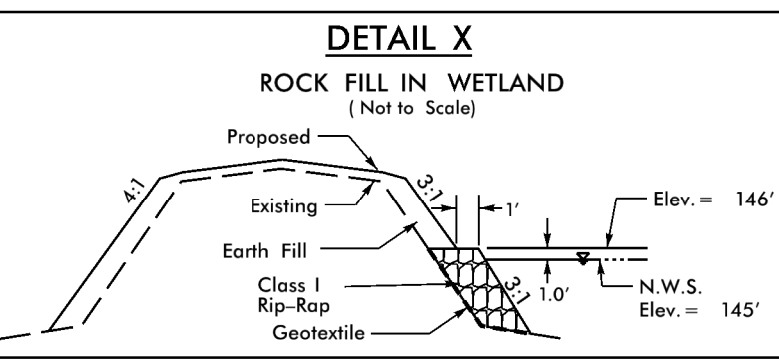 DETAIL X
ROCK FILL IN WETLAND
( Not to Scale)
Proposed
4:1
3:1
Existing
1'
Elev. = 146'
Earth Fill
Class I
Rip-Rap
3:1
1.0'
N.W.S.
Elev. = 145'
Geotextile